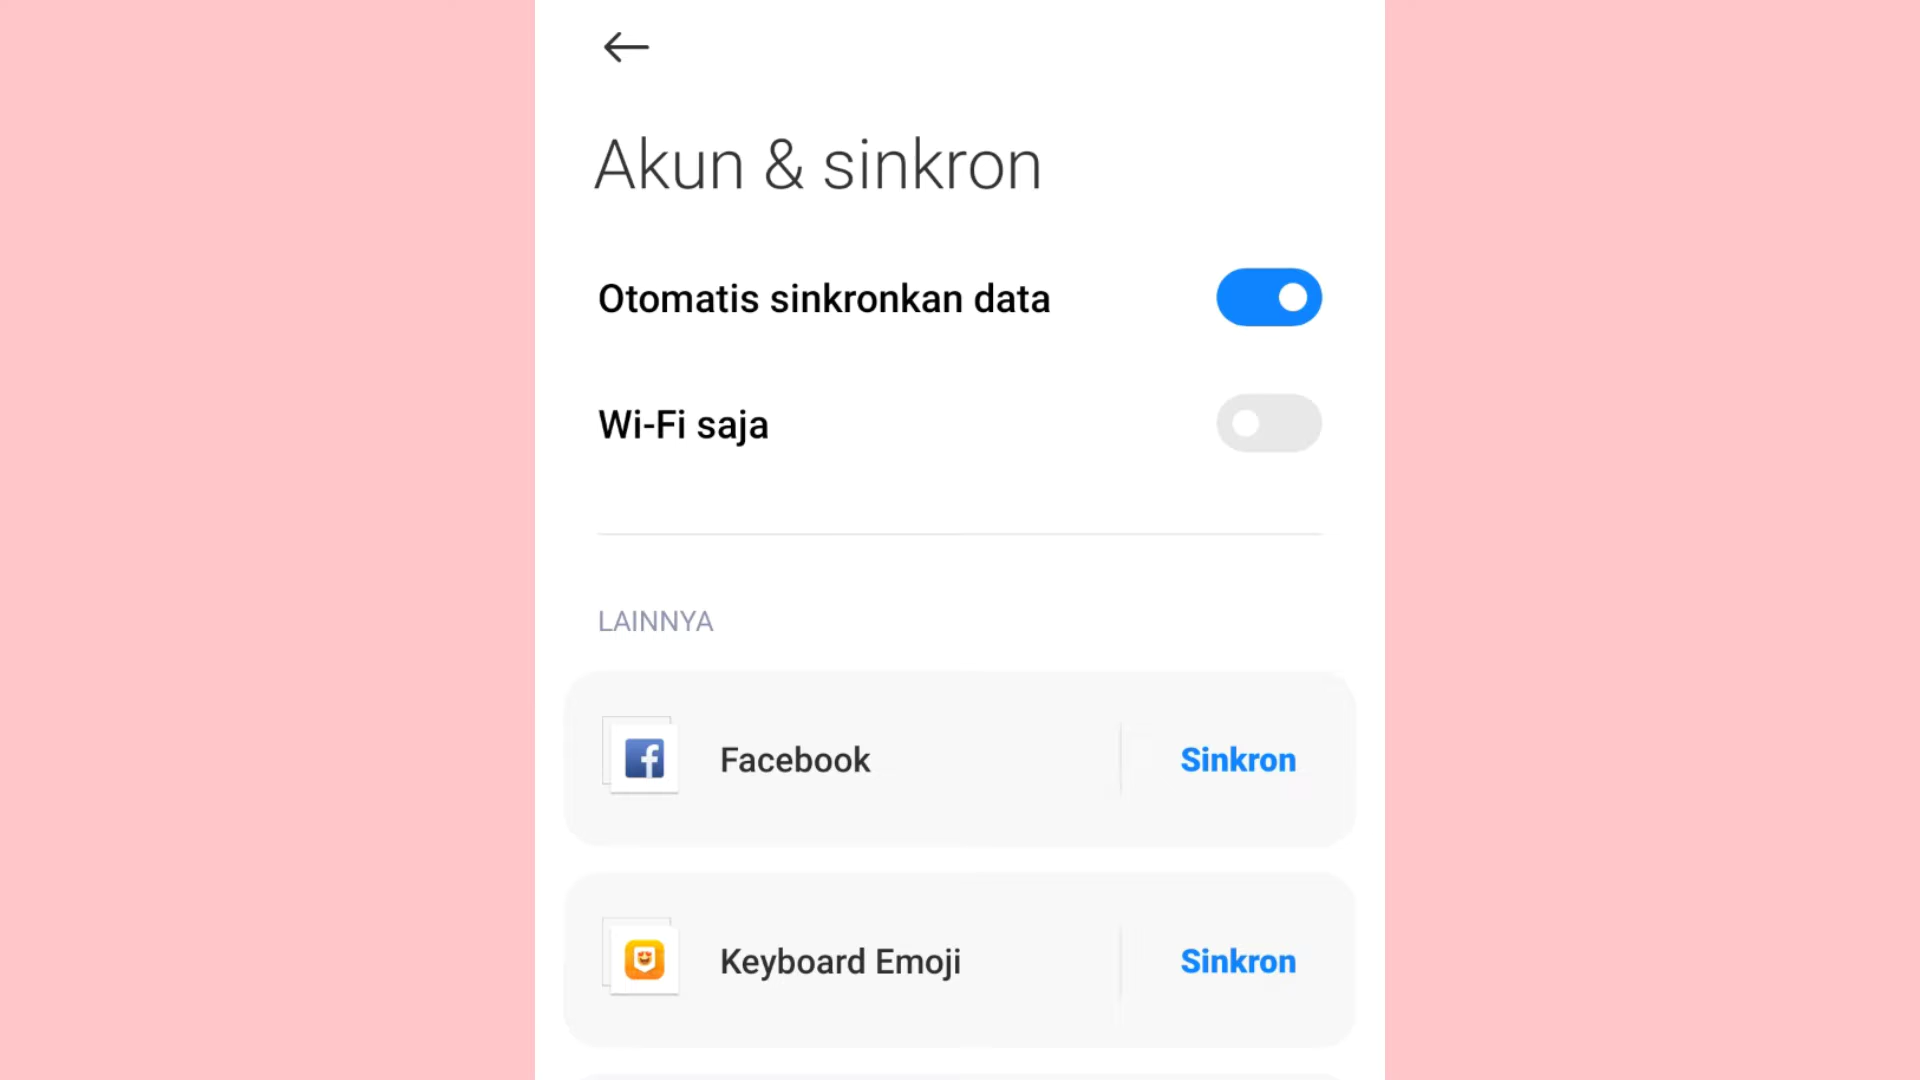 Akun & sinkron
Otomatis sinkronkan data
Wi-Fi saja
LAINNYA
Facebook
Sinkron
Keyboard Emoji
Sinkron